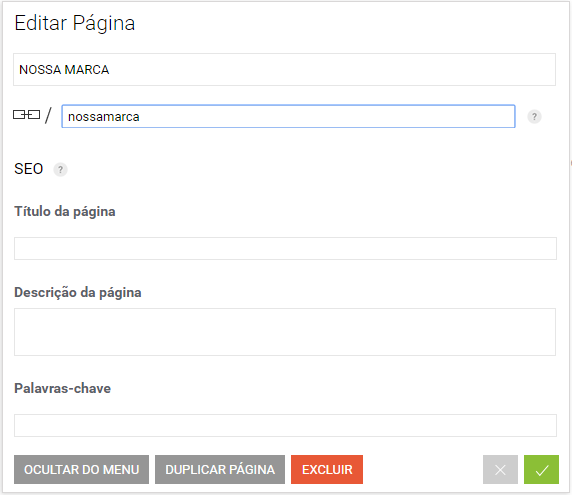 Editar Página
NOSSA MARCA
/ nossamarca ?
SEO ?
Título da página
Descrição da página
Palavras-chave
OCULTAR DO MENU DUPLICAR PÁGINA EXCLUIR